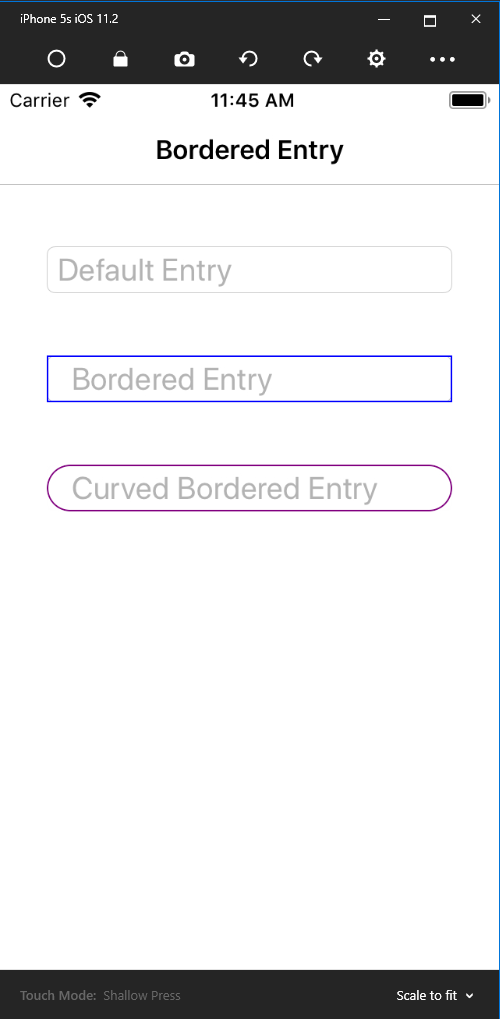 iPhone 5s iOS 11.2
Carrier 11:45 AM
Bordered Entry
Default Entry
Bordered Entry
Curved Bordered Entry
Touch Mode: Shallow Press Scale to fit